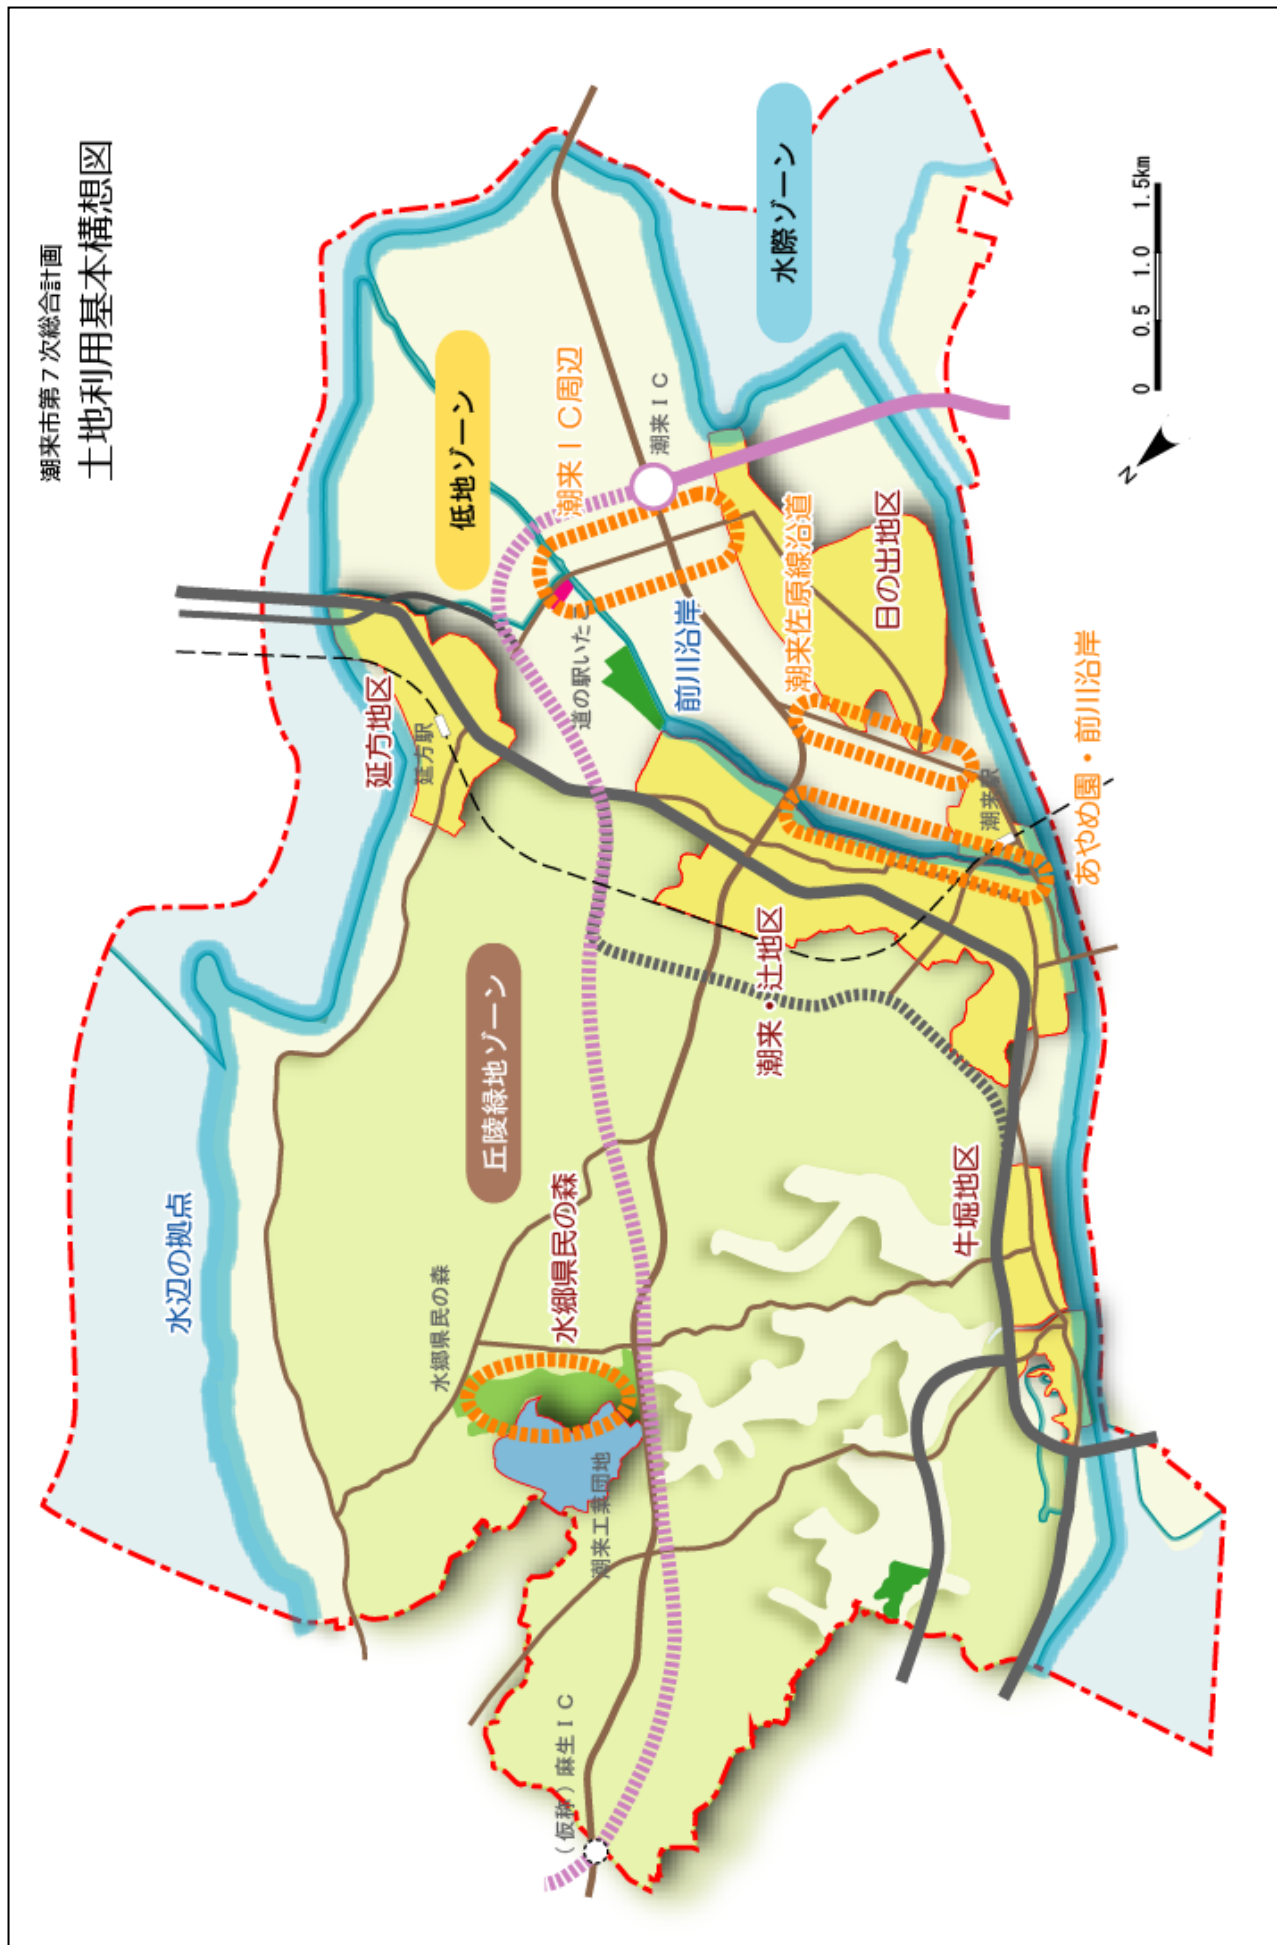 潮来市第７次総合計画
土地利用基本構想図
水辺の拠点
延方地区
延方駅
低地ゾーン
潮来ＩＣ周辺
潮来ＩＣ
水際ゾーン
道の駅いたこ
前川沿岸
潮来佐原線沿道
日の出地区
潮来駅
あやめ園・前川沿岸
丘陵緑地ゾーン
潮来・辻地区
水郷県民の森
水郷県民の森
潮来工業団地
牛堀地区
（仮称）麻生ＩＣ
0 0.5 1.0 1.5km
N